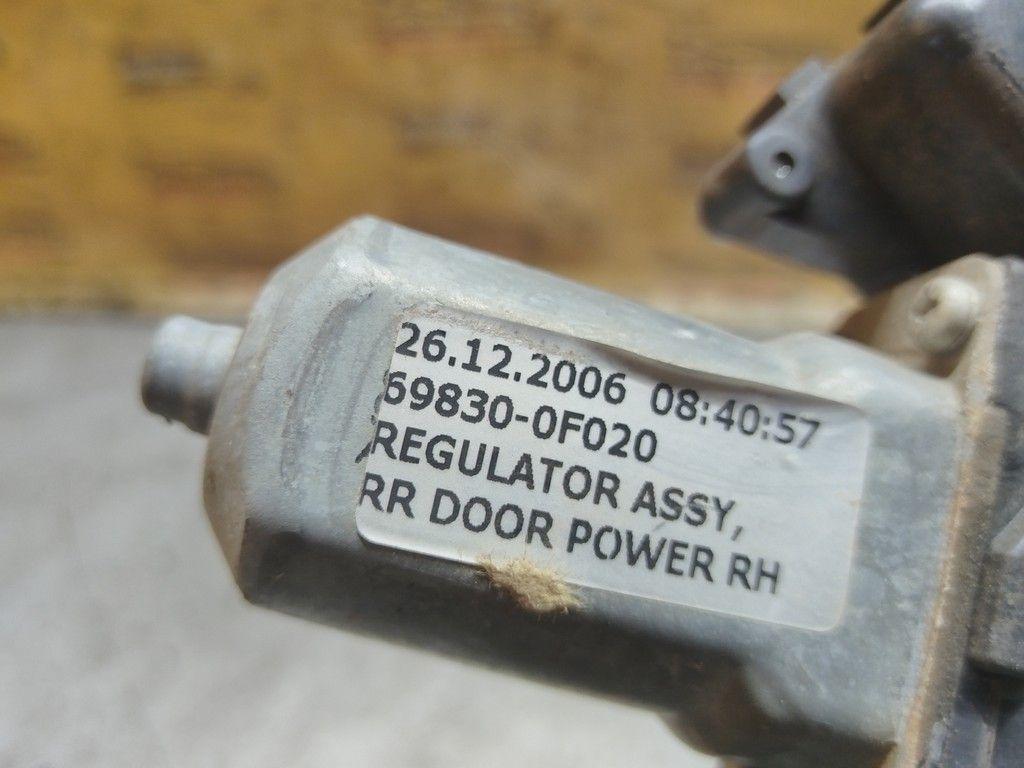 26.12.2006 08:40:57
69830-0F020
REGULATOR ASSY,
RR DOOR POWER RH